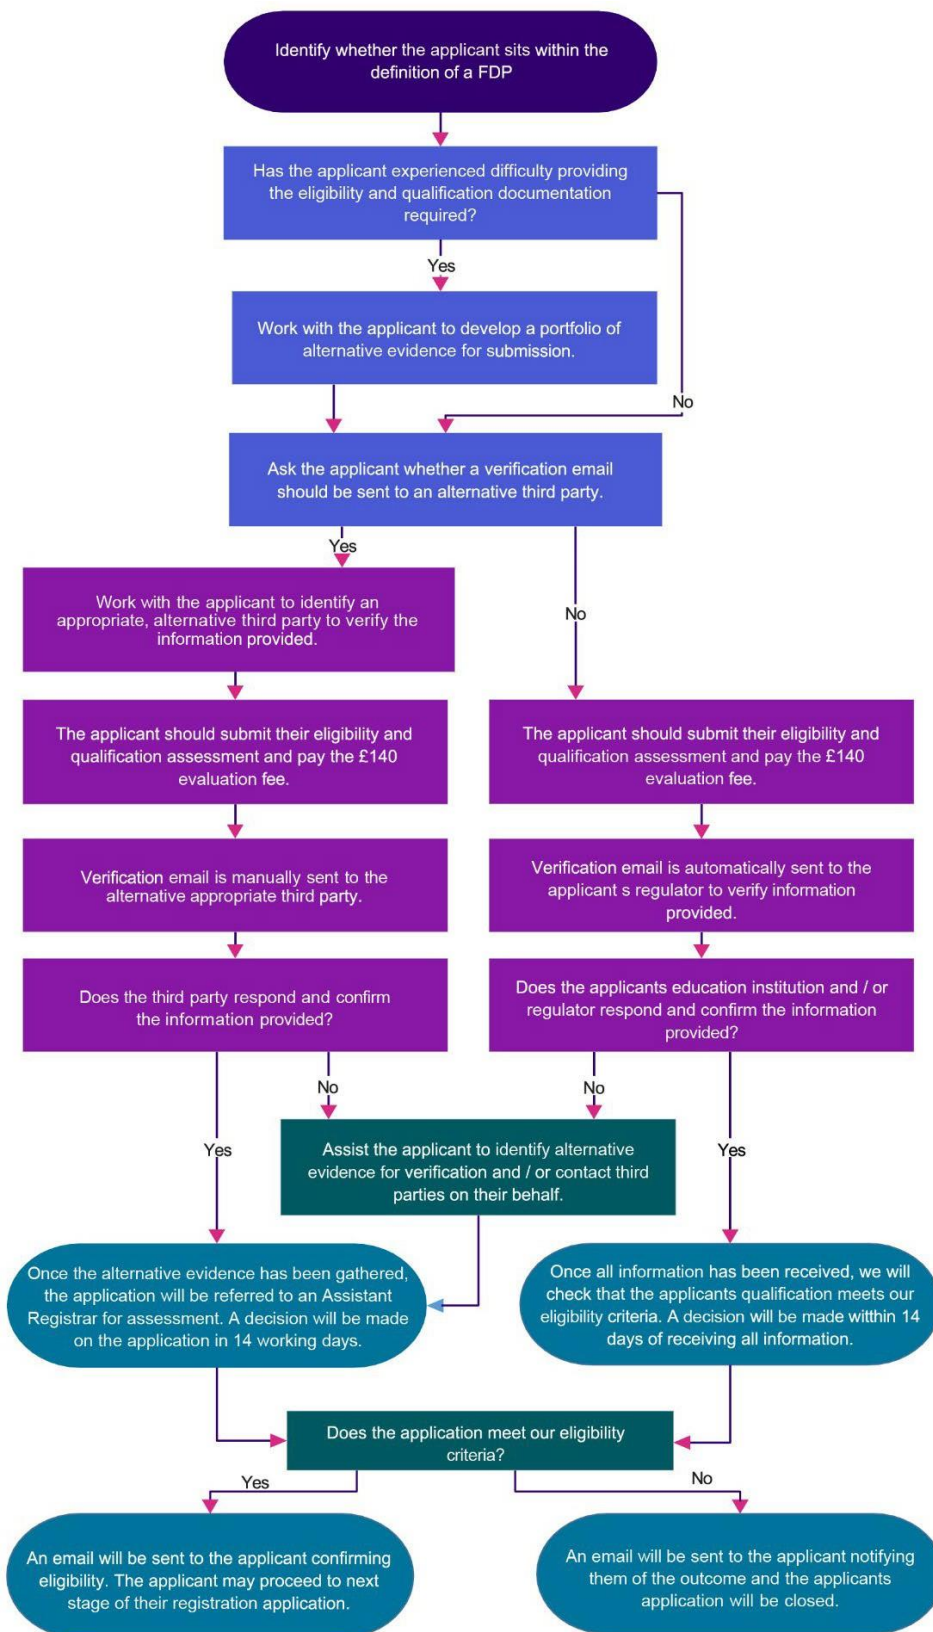 Identify whether the applicant sits within the
definition of a FDP
Has the applicant experienced difficulty providing
the eligibility and qualification documentation
required?
Yes
Work with the applicant to develop a portfolio of
alternative evidence for submission.
No
Ask the applicant whether a verification email
should be sent to an alternative third party.
Yes
Work with the applicant to identify an
appropriate, alternative third party to verify the
information provided.
No
The applicant should submit their eligibility and
qualification assessment and pay the £140
evaluation fee.
The applicant should submit their eligibility and
qualification assessment and pay the £140
evaluation fee.
Verification email is manually sent to the
alternative appropriate third party.
Verification email is automatically sent to the
applicant s regulator to verify information
provided.
Does the third party respond and confirm
the information provided?
Does the applicants education institution and / or
regulator respond and confirm the information
provided?
No
No
Yes
Assist the applicant to identify alternative
evidence for verification and / or contact third
parties on their behalf.
Yes
Once the alternative evidence has been gathered,
the application will be referred to an Assistant
Registrar for assessment. A decision will be made
on the application in 14 working days.
Once all information has been received, we will
check that the applicants qualification meets our
eligibility criteria. A decision will be made within 14
days of receiving all information.
Does the application meet our eligibility
criteria?
Yes
No
An email will be sent to the applicant confirming
eligibility. The applicant may proceed to next
stage of their registration application.
An email will be sent to the applicant notifying
them of the outcome and the applicants
application will be closed.